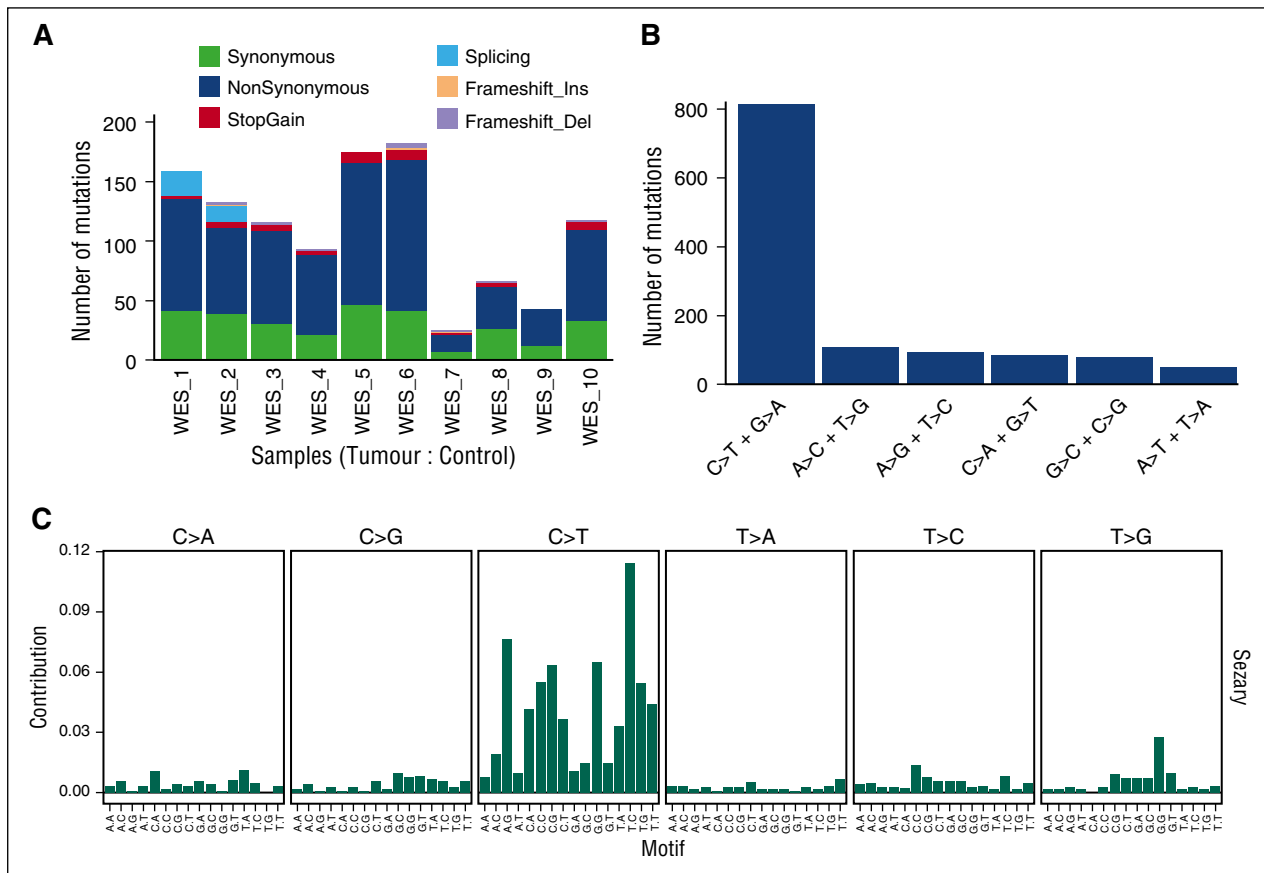 A
B
Synonymous
NonSynonymous
StopGain
Splicing
Frameshift_Ins
Frameshift_Del
Number of mutations
200
150
100
50
0
WES_1
WES_2
WES_3
WES_4
WES_5
WES_6
WES_7
WES_8
WES_9
WES_10
Samples (Tumour : Control)
Number of mutations
800
600
400
200
0
C>T + G>A
A>C + T>G
A>G + T>C
C>A + G>T
G>C + C>G
A>T + T>A
C
C>A
C>G
C>T
T>A
T>C
T>G
Contribution
0.12
0.09
0.06
0.03
0.00
A.A A.C A.G A.T C.A C.C C.G C.T G.A G.C G.G G.T T.A T.C T.G T.T
A.A A.C A.G A.T C.A C.C C.G C.T G.A G.C G.G G.T T.A T.C T.G T.T
A.A A.C A.G A.T C.A C.C C.G C.T G.A G.C G.G G.T T.A T.C T.G T.T
A.A A.C A.G A.T C.A C.C C.G C.T G.A G.C G.G G.T T.A T.C T.G T.T
A.A A.C A.G A.T C.A C.C C.G C.T G.A G.C G.G G.T T.A T.C T.G T.T
A.A A.C A.G A.T C.A C.C C.G C.T G.A G.C G.G G.T T.A T.C T.G T.T
Motif
Sezary